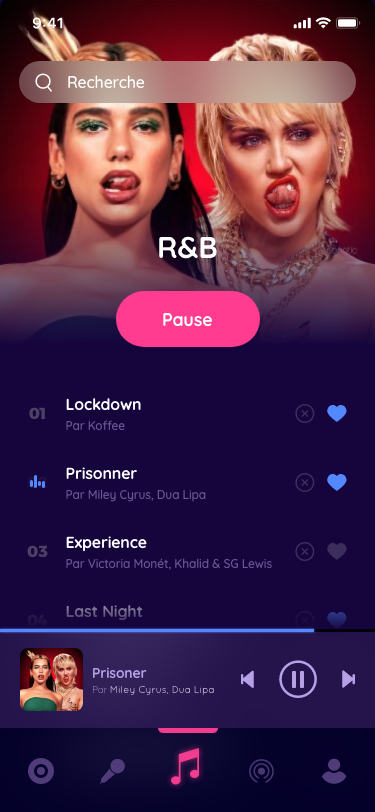 9:41
Recherche
R&B
Pause
01
Lockdown
Par Koffee
Prisonner
Par Miley Cyrus, Dua Lipa
03
Experience
Par Victoria Monét, Khalid & SG Lewis
04
Last Night
Prisoner
Par Miley Cyrus, Dua Lipa